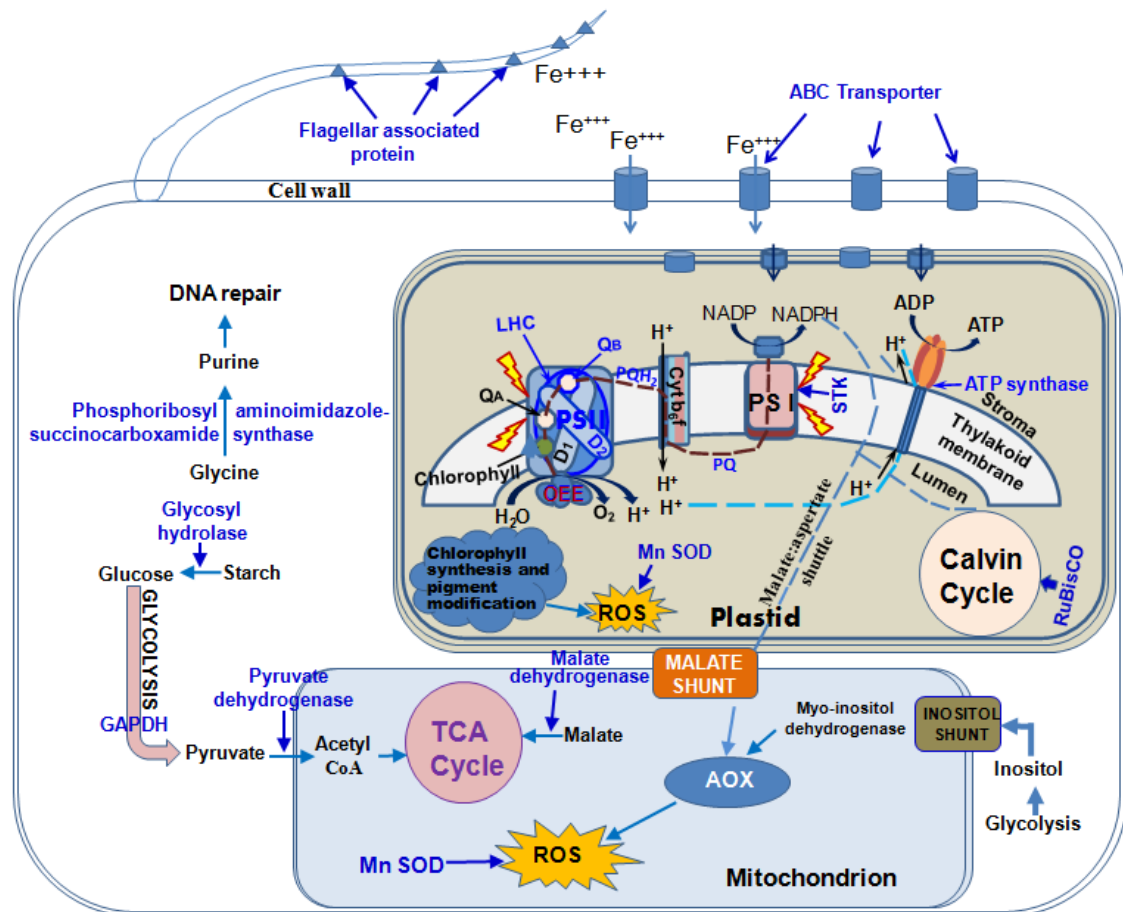 Fe+++
ABC Transporter
Flagellar associated
protein
Fe+++
Fe+++
Fe+++
Cell wall
DNA repair
Purine
Phosphoribosyl aminoimidazole-
succinocarboxamide synthase
Glycine
Glycosyl
hydrolase
Glucose
Starch
GLYCOLYSIS
GAPDH
Pyruvate
Pyruvate
dehydrogenase
Acetyl
CoA
TCA
Cycle
Malate
dehydrogenase
Malate
LHC
QB
QA
PSII
D1
D2
Chlorophyll
OEE
H2O
O2
H+
PQH2
H+
Cyt b6f
H+
H+
PQ
NADP
NADPH
PS I
STK
ADP
ATP
H+
ATP synthase
Stroma
Thylakoid
membrane
Lumen
H+
Chlorophyll
synthesis and
pigment
modification
Mn SOD
ROS
Plastid
Malate:aspertate
shuttle
Calvin
Cycle
RuBisCO
MALATE
SHUNT
Myo-inositol
dehydrogenase
INOSITOL
SHUNT
Inositol
Glycolysis
AOX
Mn SOD
ROS
Mitochondrion